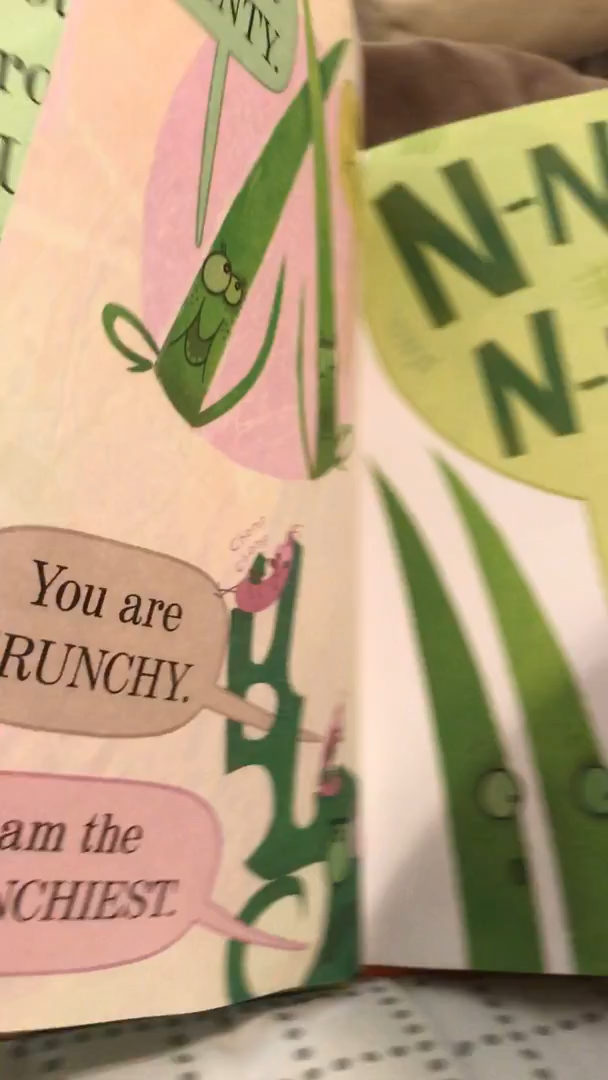 NTY.
You are
RUNCHY.
am the
NCHIEST.
N-N
N-